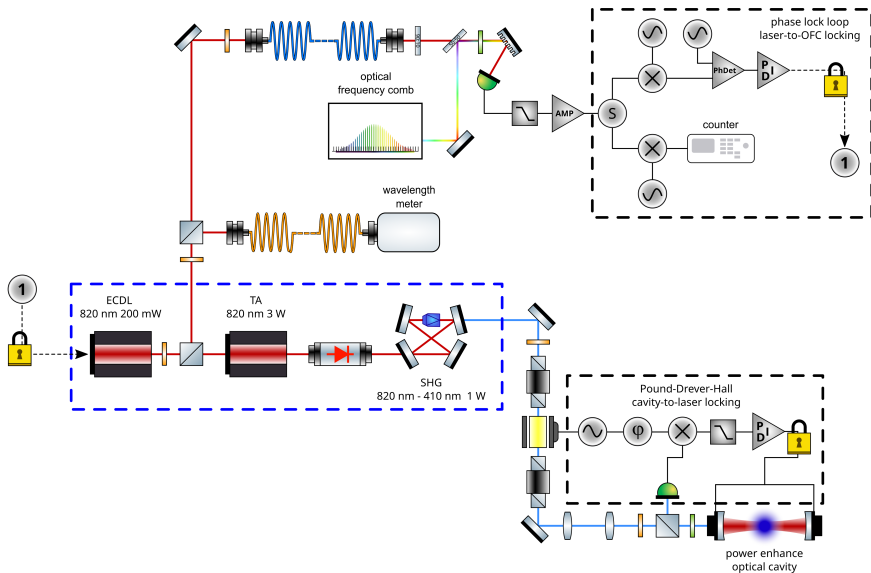 phase lock loop
laser-to-OFC locking
optical
frequency comb
AMP
S
PhDet
P
I
D
counter
1
wavelength
meter
1
ECDL
820 nm 200 mW
TA
820 nm 3 W
SHG
820 nm - 410 nm  1 W
Pound-Drever-Hall
cavity-to-laser locking
φ
P
I
D
power enhance
optical cavity